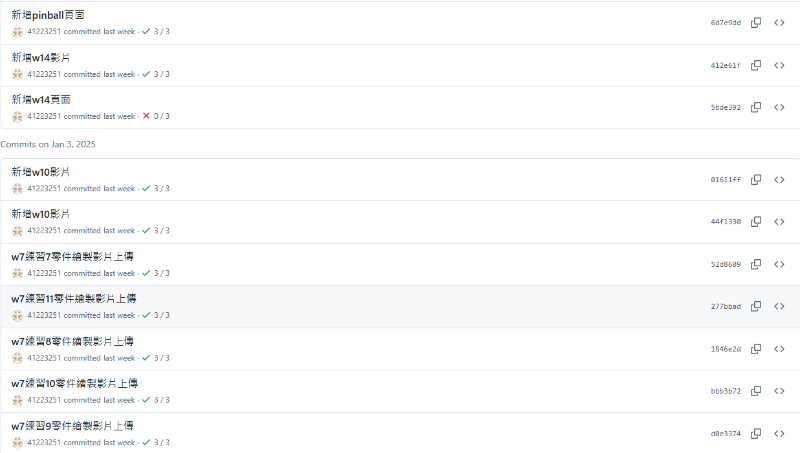 新增pinball頁面
41223251 committed last week · ✓ 3 / 3
6d7e9dd
新增w14影片
41223251 committed last week · ✓ 3 / 3
412e61f
新增w14頁面
41223251 committed last week · ✕ 0 / 3
5bde392
Commits on Jan 3, 2025
新增w10影片
41223251 committed last week · ✓ 3 / 3
01611ff
新增w10影片
41223251 committed last week · ✓ 3 / 3
44f1330
w7練習7零件繪製影片上傳
41223251 committed last week · ✓ 3 / 3
52d8609
w7練習11零件繪製影片上傳
41223251 committed last week · ✓ 3 / 3
277bbad
w7練習8零件繪製影片上傳
41223251 committed last week · ✓ 3 / 3
1846e2d
w7練習10零件繪製影片上傳
41223251 committed last week · ✓ 3 / 3
bbb3b72
w7練習9零件繪製影片上傳
41223251 committed last week · ✓ 3 / 3
d0e3374